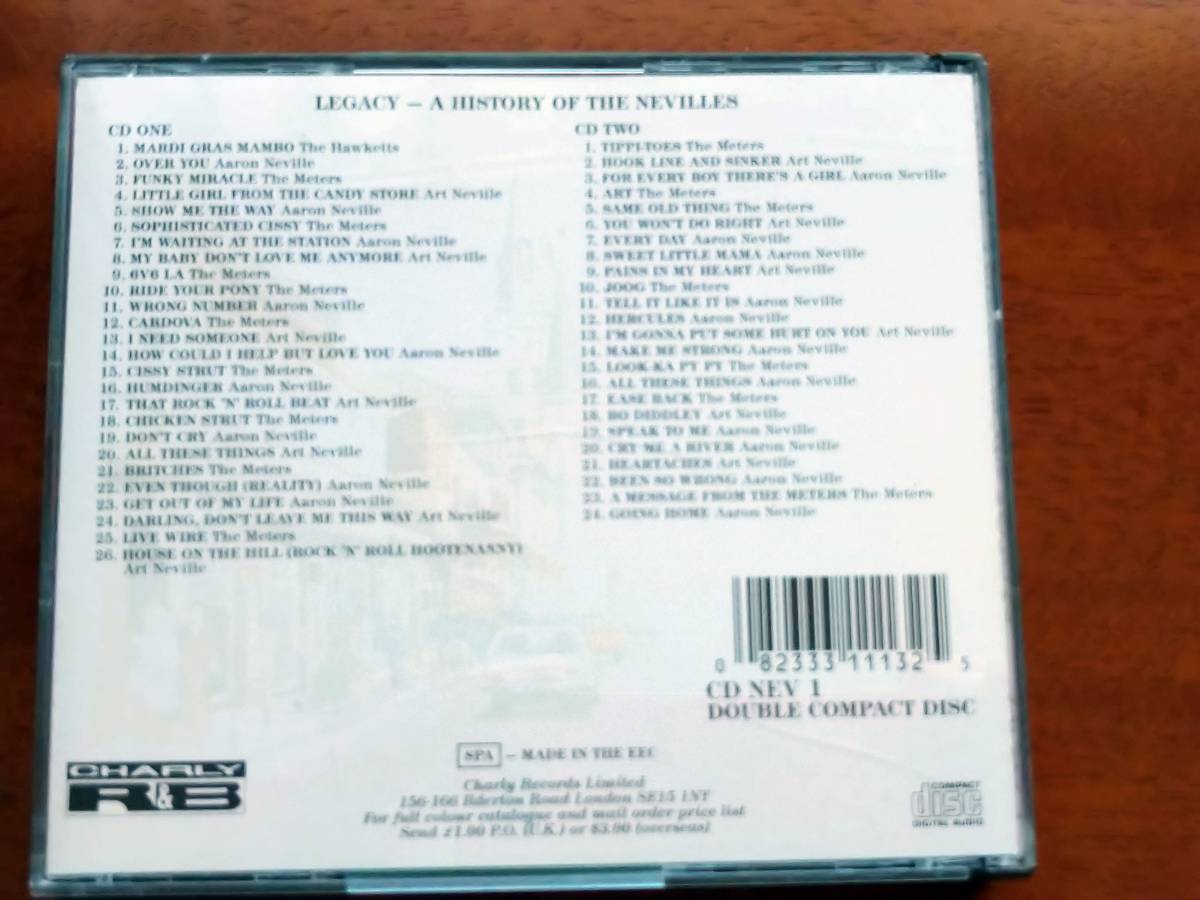 LEGACY – A HISTORY OF THE NEVILLES
CD ONE
1. MARDI GRAS MAMBO The Hawketts
2. OVER YOU Aaron Neville
3. FUNKY MIRACLE The Meters
4. LITTLE GIRL FROM THE CANDY STORE Art Neville
5. SHOW ME THE WAY Aaron Neville
6. SOPHISTICATED CISSY The Meters
7. I'M WAITING AT THE STATION Aaron Neville
8. MY BABY DON'T LOVE ME ANYMORE Art Neville
9. 6V6 LA The Meters
10. RIDE YOUR PONY The Meters
11. WRONG NUMBER Aaron Neville
12. CARDOVA The Meters
13. I NEED SOMEONE Art Neville
14. HOW COULD I HELP BUT LOVE YOU Aaron Neville
15. CISSY STRUT The Meters
16. HUMDINGER Aaron Neville
17. THAT ROCK 'N' ROLL BEAT Art Neville
18. CHICKEN STRUT The Meters
19. DON'T CRY Aaron Neville
20. ALL THESE THINGS Art Neville
21. BRITCHES The Meters
22. EVEN THOUGH (REALITY) Aaron Neville
23. GET OUT OF MY LIFE Aaron Neville
24. DARLING, DON'T LEAVE ME THIS WAY Art Neville
25. LIVE WIRE The Meters
26. HOUSE ON THE HILL (ROCK 'N' ROLL HOOTENANNY)
Art Neville
CD TWO
1. TIPPI-TOES The Meters
2. HOOK LINE AND SINKER Art Neville
3. FOR EVERY BOY THERE'S A GIRL Aaron Neville
4. ART The Meters
5. SAME OLD THING The Meters
6. YOU WON'T DO RIGHT Art Neville
7. EVERY DAY Aaron Neville
8. SWEET LITTLE MAMA Aaron Neville
9. PAINS IN MY HEART Art Neville
10. JOOG The Meters
11. TELL IT LIKE IT IS Aaron Neville
12. HERCULES Aaron Neville
13. I'M GONNA PUT SOME HURT ON YOU Art Neville
14. MAKE ME STRONG Aaron Neville
15. LOOK-KA PY PY The Meters
16. ALL THESE THINGS Aaron Neville
17. EASE BACK The Meters
18. BO DIDDLEY Art Neville
19. SPEAK TO ME Aaron Neville
20. CRY ME A RIVER Aaron Neville
21. HEARTACHES Art Neville
22. BEEN SO WRONG Aaron Neville
23. A MESSAGE FROM THE METERS The Meters
24. GOING HOME Aaron Neville
0 82333 11132 5
CD NEV 1
DOUBLE COMPACT DISC
SPA – MADE IN THE EEC
Charly Records Limited
156-166 Ilderton Road London SE15 1NT
For full colour catalogue and mail order price list
Send £1.00 P.O. (U.K.) or $3.00 (overseas)
CHARLY
R&B
COMPACT
disc
DIGITAL AUDIO